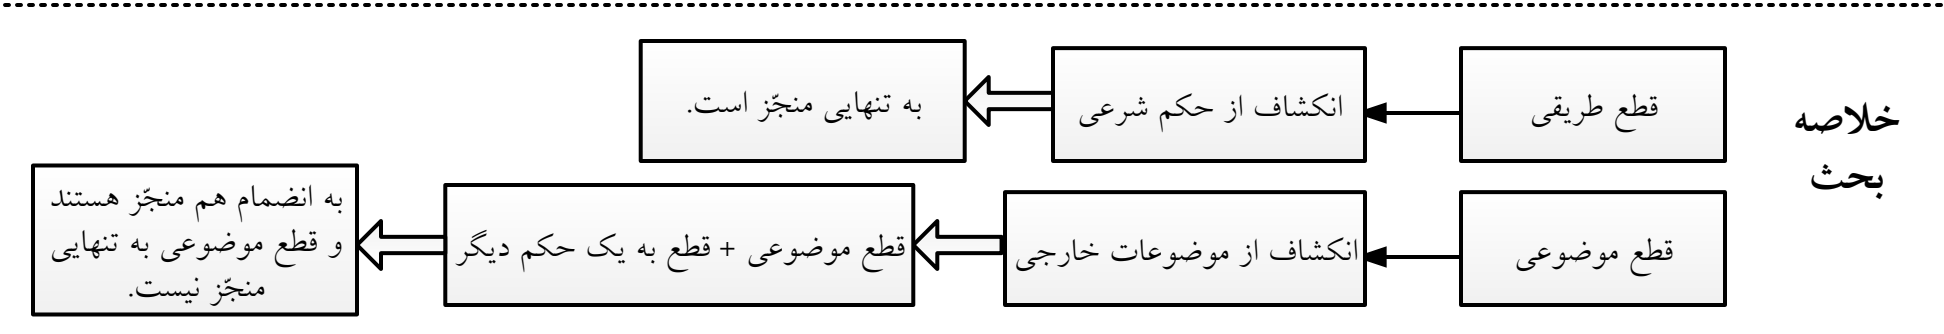 خلاصه
بحث
قطع طریقی
انکشاف از حکم شرعی
به تنهایی منجّز است.
قطع موضوعی
انکشاف از موضوعات خارجی
قطع موضوعی + قطع به یک حکم دیگر
به انضمام هم منجّز هستند
و قطع موضوعی به تنهایی
منجّز نیست.